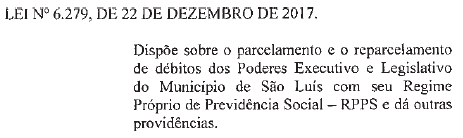 LEI Nº 6.279, DE 22 DE DEZEMBRO DE 2017.
Dispõe sobre o parcelamento e o reparcelamento
de débitos dos Poderes Executivo e Legislativo
do Município de São Luís com seu Regime
Próprio de Previdência Social – RPPS e dá outras
providências.